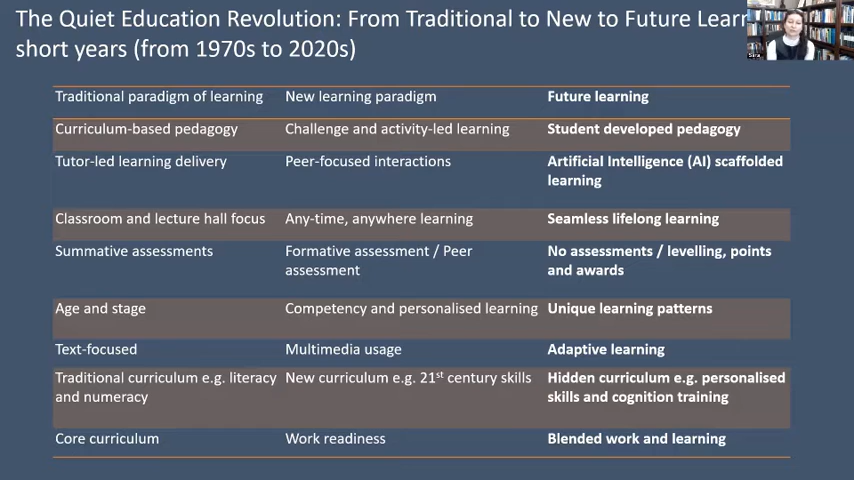 The Quiet Education Revolution: From Traditional to New to Future Learn
short years (from 1970s to 2020s)
Traditional paradigm of learning New learning paradigm Future learning
Curriculum-based pedagogy Challenge and activity-led learning Student developed pedagogy
Tutor-led learning delivery Peer-focused interactions Artificial Intelligence (AI) scaffolded
learning
Classroom and lecture hall focus Any-time, anywhere learning Seamless lifelong learning
Summative assessments Formative assessment / Peer No assessments / levelling, points
assessment and awards
Age and stage Competency and personalised learning Unique learning patterns
Text-focused Multimedia usage Adaptive learning
Traditional curriculum e.g. literacy New curriculum e.g. 21st century skills Hidden curriculum e.g. personalised
and numeracy skills and cognition training
Core curriculum Work readiness Blended work and learning